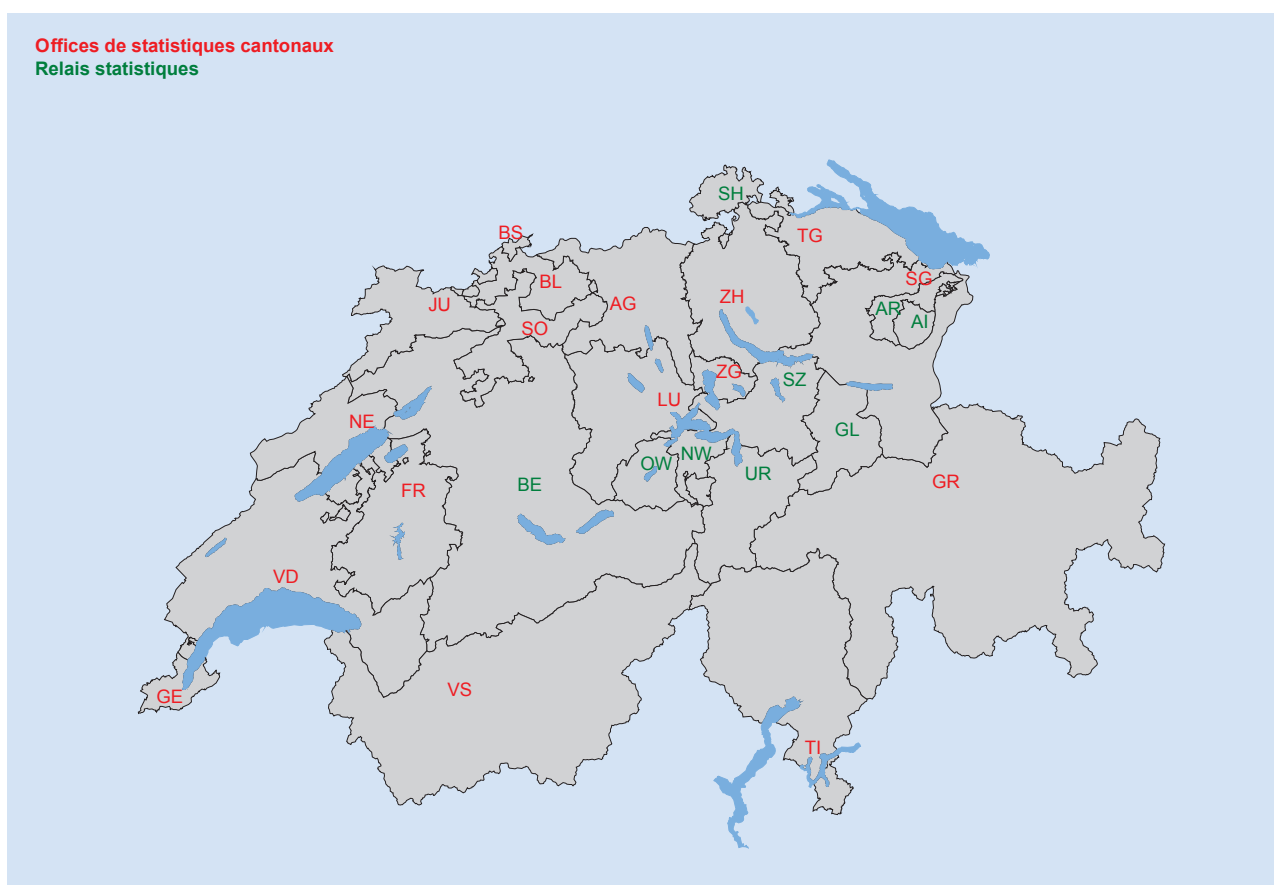 Offices de statistiques cantonaux
Relais statistiques
SH
BS
TG
BL
SG
JU
AG
ZH
AR
AI
SO
ZG
SZ
LU
NE
GL
NW
OW
UR
GR
BE
FR
VD
VS
GE
TI